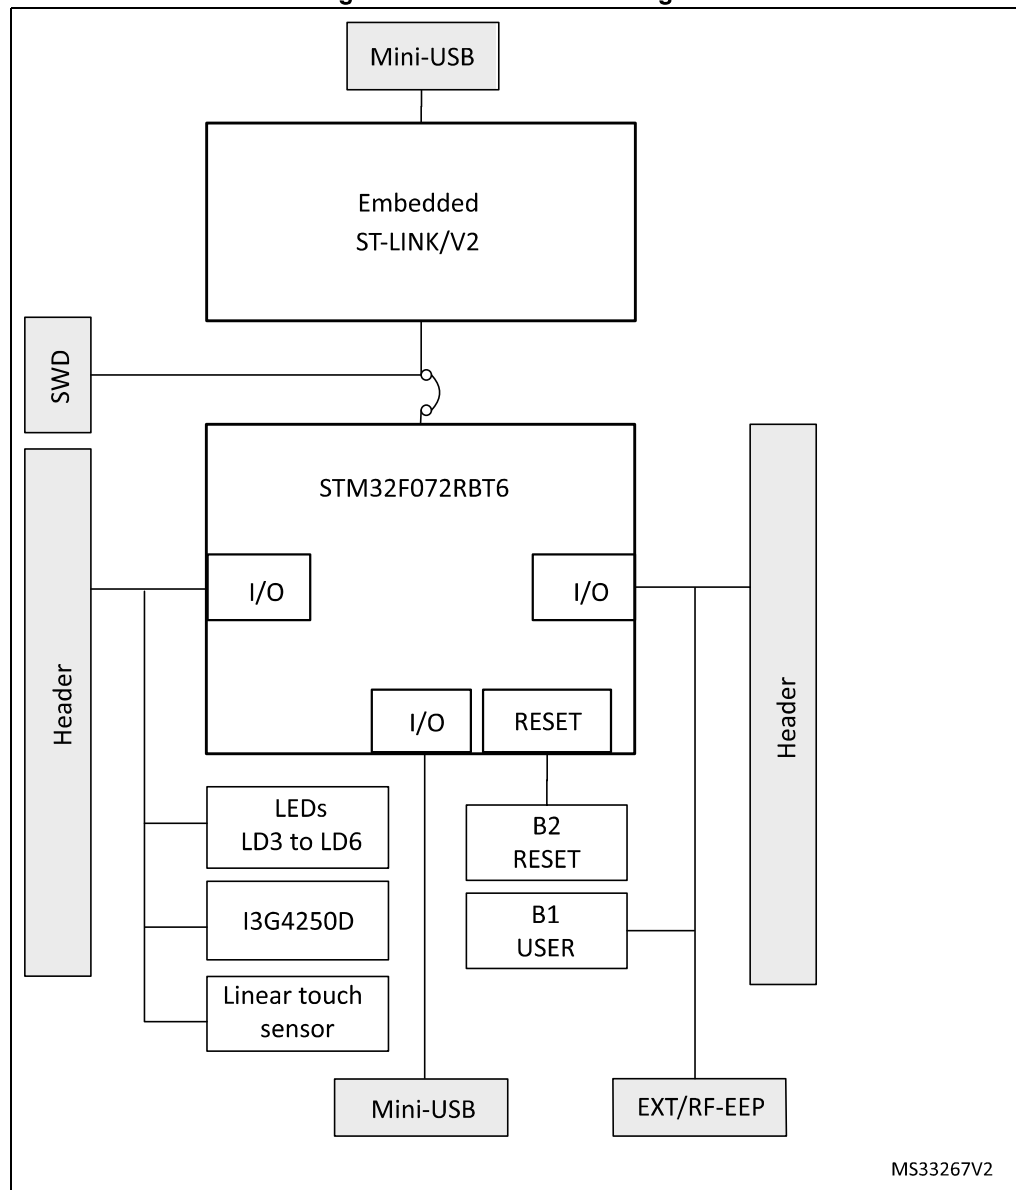 Mini-USB
Embedded
ST-LINK/V2
SWD
STM32F072RBT6
I/O
I/O
Header
Header
I/O
RESET
LEDs
LD3 to LD6
B2
RESET
I3G4250D
B1
USER
Linear touch
sensor
Mini-USB
EXT/RF-EEP
MS33267V2